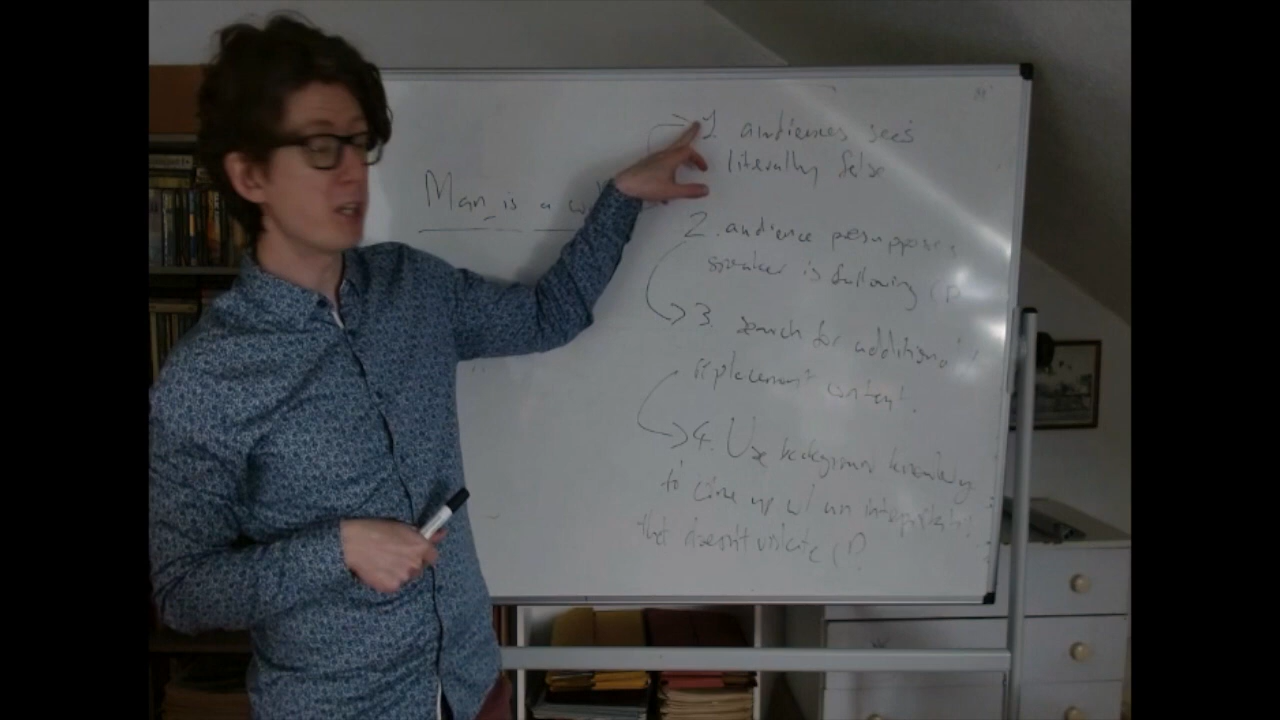 Man is a w
1. audiences sees
literally false
2. audience presupposes
speaker is following CP
3. search for additional /
replacement content.
4. Use background knowledge
to come up w/ an interpretation
that doesn't violate CP.